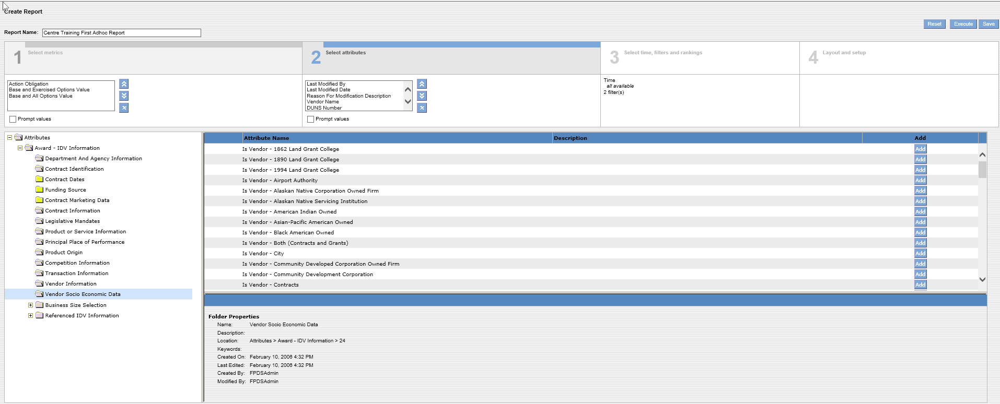 Create Report
Reset Execute Save
Report Name: Centre Training First Adhoc Report
1 Select metrics
2 Select attributes
3 Select time, filters and rankings
4 Layout and setup
Action Obligation
Base and Exercised Options Value
Base and All Options Value
Prompt values
Last Modified By
Last Modified Date
Reason For Modification Description
Vendor Name
DUNS Number
Prompt values
Time
all available
2 filter(s)
Attributes
Award - IDV Information
Department And Agency Information
Contract Identification
Contract Dates
Funding Source
Contract Marketing Data
Contract Information
Legislative Mandates
Product or Service Information
Principal Place of Performance
Product Origin
Competition Information
Transaction Information
Vendor Information
Vendor Socio Economic Data
Business Size Selection
Referenced IDV Information
Attribute Name Description Add
Is Vendor - 1862 Land Grant College Add
Is Vendor - 1890 Land Grant College Add
Is Vendor - 1994 Land Grant College Add
Is Vendor - Airport Authority Add
Is Vendor - Alaskan Native Corporation Owned Firm Add
Is Vendor - Alaskan Native Servicing Institution Add
Is Vendor - American Indian Owned Add
Is Vendor - Asian-Pacific American Owned Add
Is Vendor - Black American Owned Add
Is Vendor - Both (Contracts and Grants) Add
Is Vendor - City Add
Is Vendor - Community Developed Corporation Owned Firm Add
Is Vendor - Community Development Corporation Add
Is Vendor - Contracts Add
Folder Properties
Name: Vendor Socio Economic Data
Description:
Location: Attributes > Award - IDV Information > 24
Keywords:
Created On: February 10, 2006 4:32 PM
Last Edited: February 10, 2006 4:32 PM
Created By: FPDSAdmin
Modified By: FPDSAdmin